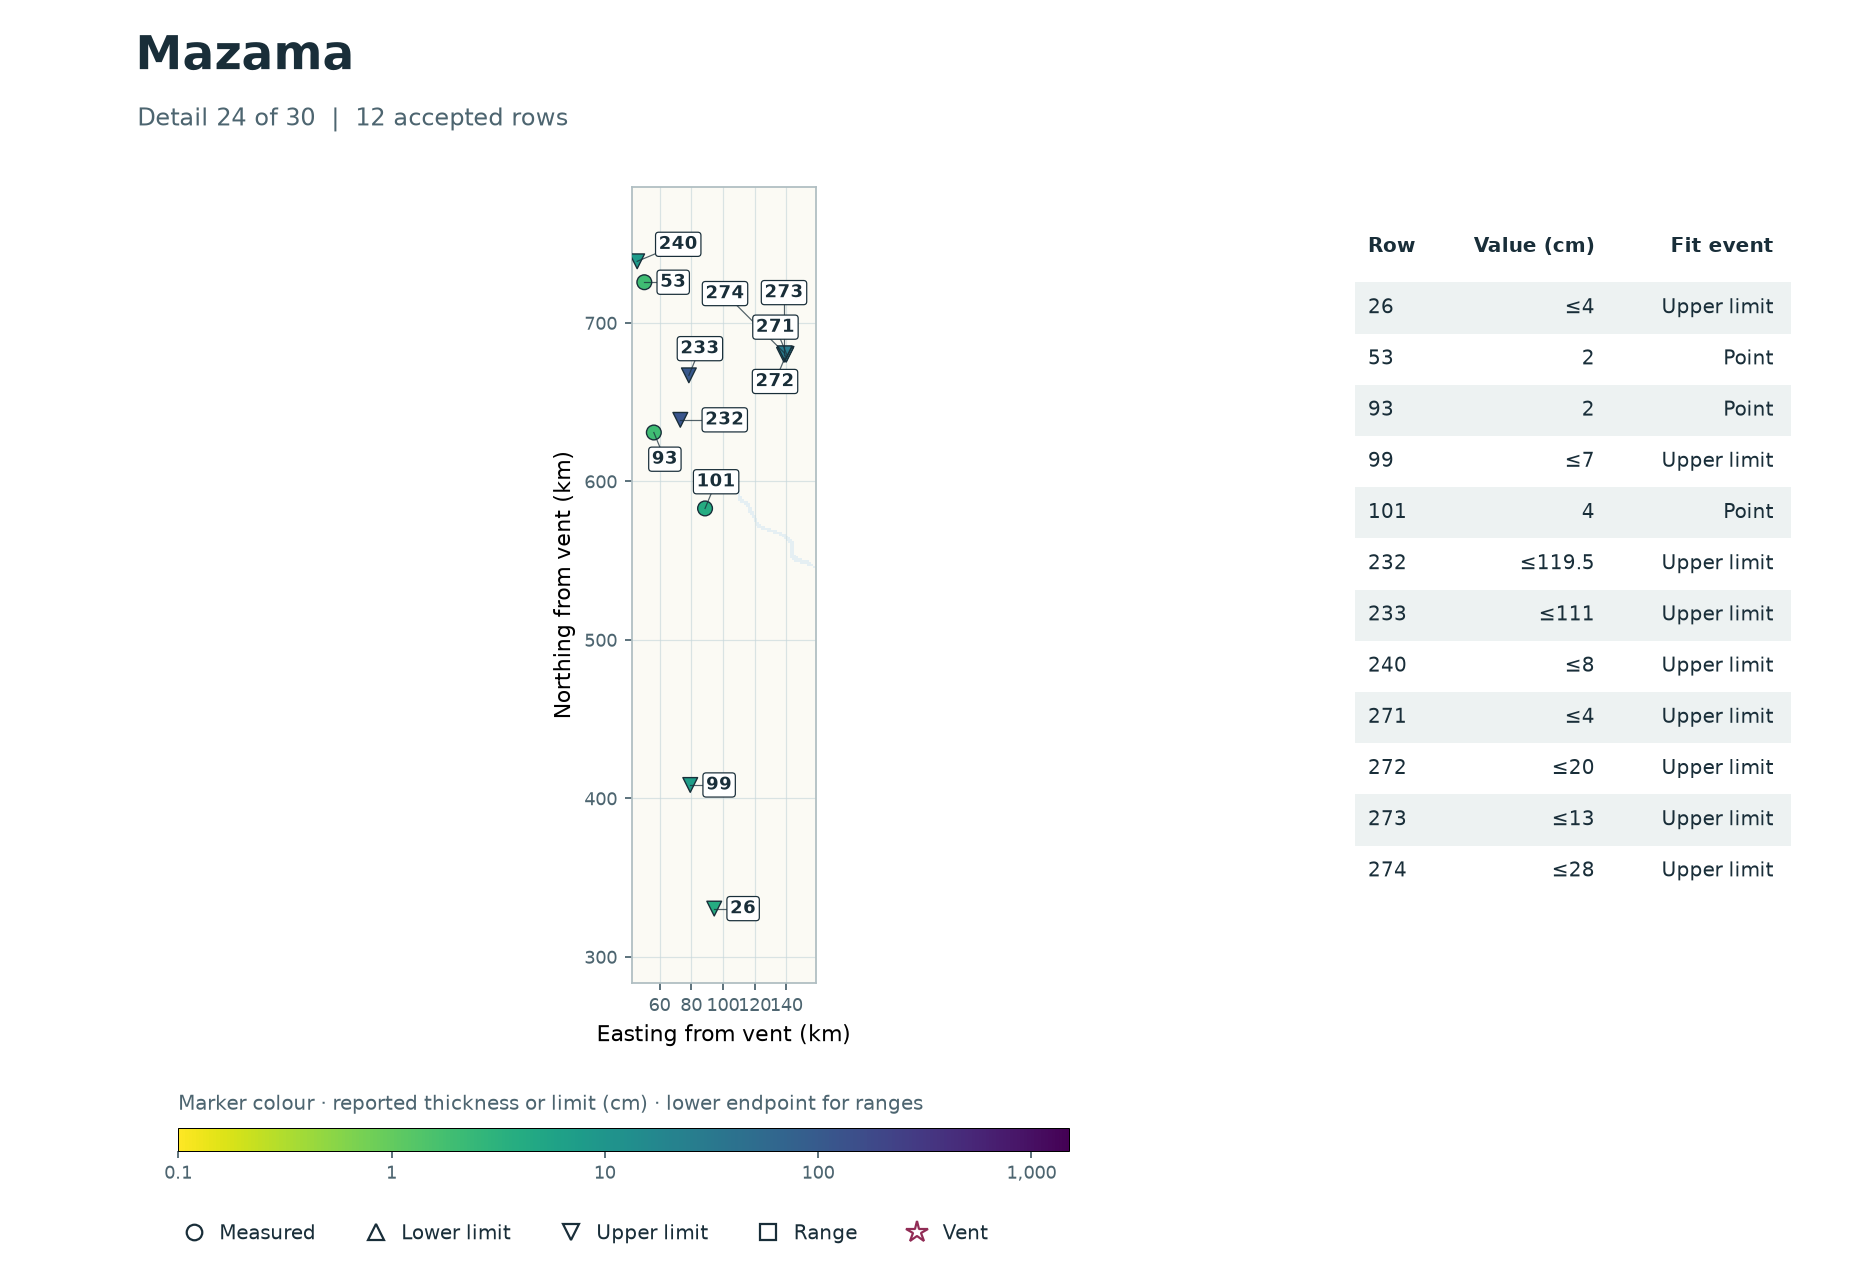 Mazama
Detail 24 of 30 | 12 accepted rows
240
53
274
273
271
233
272
232
93
101
99
26
700
600
500
400
300
Northing from vent (km)
60 80 100 120 140
Easting from vent (km)
Row Value (cm) Fit event
26 ≤4 Upper limit
53 2 Point
93 2 Point
99 ≤7 Upper limit
101 4 Point
232 ≤119.5 Upper limit
233 ≤111 Upper limit
240 ≤8 Upper limit
271 ≤4 Upper limit
272 ≤20 Upper limit
273 ≤13 Upper limit
274 ≤28 Upper limit
Marker colour · reported thickness or limit (cm) · lower endpoint for ranges
0.1 1 10 100 1,000
Measured Lower limit Upper limit Range Vent